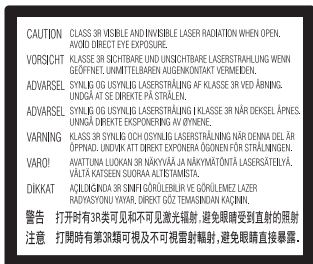 CAUTION CLASS 3R VISIBLE AND INVISIBLE LASER RADIATION WHEN OPEN.
AVOID DIRECT EYE EXPOSURE.
VORSICHT KLASSE 3R SICHTBARE UND UNSICHTBARE LASERSTRAHLUNG WENN
GEÖFFNET. UNMITTELBAREN AUGENKONTAKT VERMEIDEN.
ADVARSEL SYNLIG OG USYNLIG LASERSTRÅLING AF KLASSE 3R VED ÅBNING.
UNDGÅ AT SE DIREKTE PÅ STRÅLEN.
ADVARSEL SYNLIG OG USYNLIG LASERSTRÅLING I KLASSE 3R NÅR DEKSEL ÅPNES.
UNNGÅ DIREKTE EKSPONERING AV ØYNENE.
VARNING KLASS 3R SYNLIG OCH OSYNLIG LASERSTRÅLNING NÄR DENNA DEL ÄR
ÖPPNAD. UNDVIK ATT DIREKT EXPONERA ÖGONEN FÖR STRÅLNINGEN.
VARO! AVATTUNA LUOKAN 3R NÄKYVÄÄ JA NÄKYMÄTÖNTÄ LASERSÄTEILYÄ.
VÄLTÄ KATSEEN SUORAA ALTISTAMISTA.
DİKKAT AÇILDIĞINDA 3R SINIFI GÖRÜLEBİLİR VE GÖRÜLEMEZ LAZER
RADYASYONU YAYAR. DİREKT GÖZ TEMASINDAN KAÇININ.
警告 打开时有3R类可见和不可见激光辐射,避免眼睛受到直射的照射
注意 打開時有第3R類可視及不可視雷射輻射,避免眼睛直接暴露。